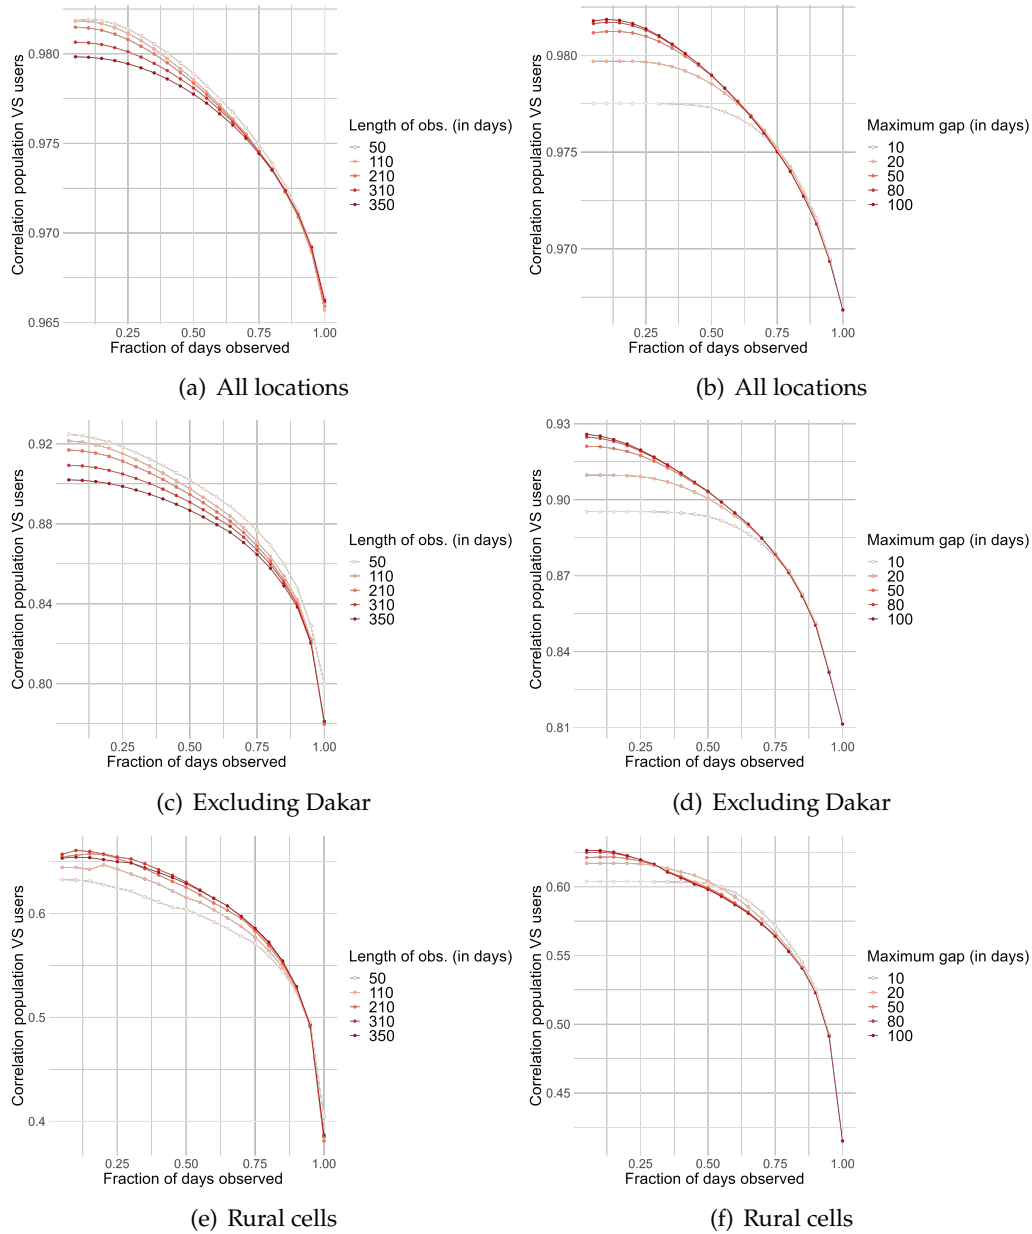 Correlation population VS users
0.980
0.975
0.970
0.965
0.25 0.50 0.75 1.00
Fraction of days observed
Length of obs. (in days)
50
110
210
310
350
(a) All locations
Correlation population VS users
0.980
0.975
0.970
0.25 0.50 0.75 1.00
Fraction of days observed
Maximum gap (in days)
10
20
50
80
100
(b) All locations
Correlation population VS users
0.92
0.88
0.84
0.80
0.25 0.50 0.75 1.00
Fraction of days observed
Length of obs. (in days)
50
110
210
310
350
(c) Excluding Dakar
Correlation population VS users
0.93
0.90
0.87
0.84
0.81
0.25 0.50 0.75 1.00
Fraction of days observed
Maximum gap (in days)
10
20
50
80
100
(d) Excluding Dakar
Correlation population VS users
0.6
0.5
0.4
0.25 0.50 0.75 1.00
Fraction of days observed
Length of obs. (in days)
50
110
210
310
350
(e) Rural cells
Correlation population VS users
0.60
0.55
0.50
0.45
0.25 0.50 0.75 1.00
Fraction of days observed
Maximum gap (in days)
10
20
50
80
100
(f) Rural cells